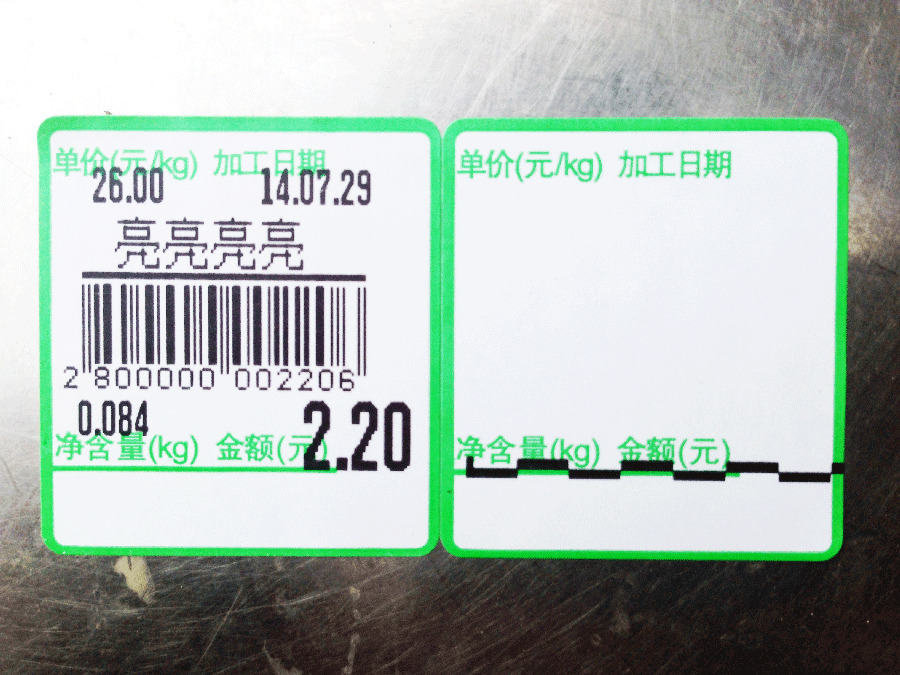 单价(元/kg) 加工日期
26.00 14.07.29
亮亮亮亮
2 800000 002206
0.084
净含量(kg) 金额(元)
2.20
单价(元/kg) 加工日期
净含量(kg) 金额(元)